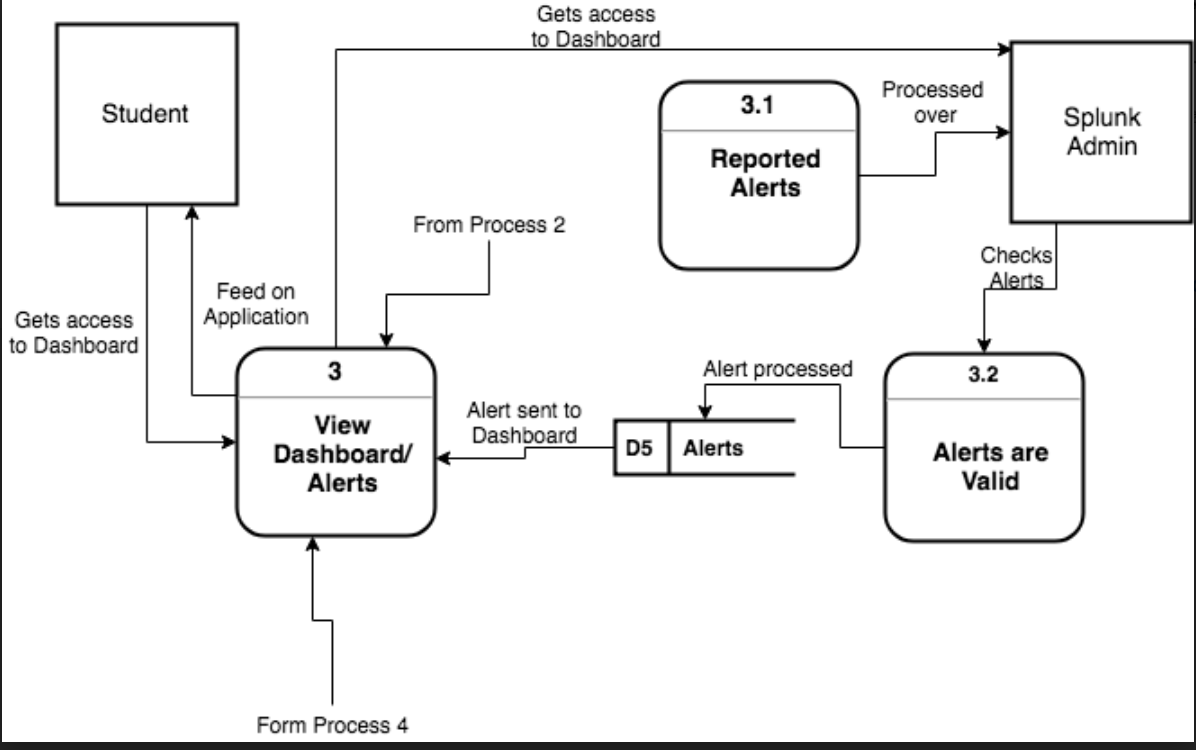 Gets access
to Dashboard
Student
3.1
Reported
Alerts
Processed
over
Splunk
Admin
From Process 2
Checks
Alerts
Feed on
Application
Gets access
to Dashboard
3
View
Dashboard/
Alerts
Alert sent to
Dashboard
Alert processed
D5
Alerts
3.2
Alerts are
Valid
Form Process 4